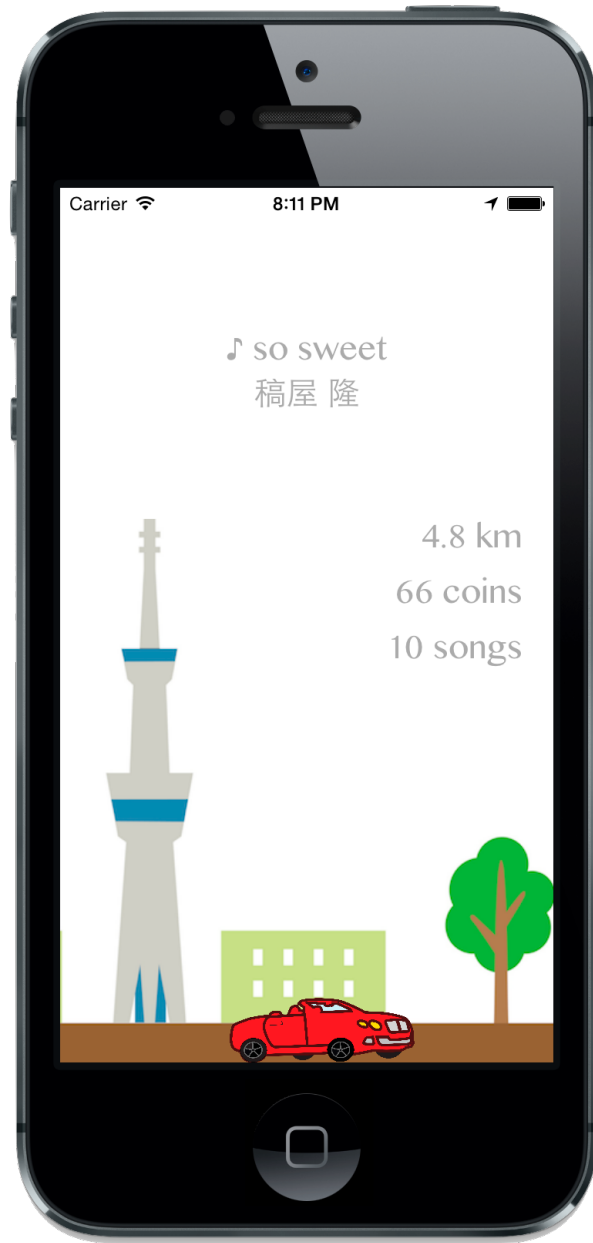 Carrier 8:11 PM
♪ so sweet
稿屋 隆
4.8 km
66 coins
10 songs